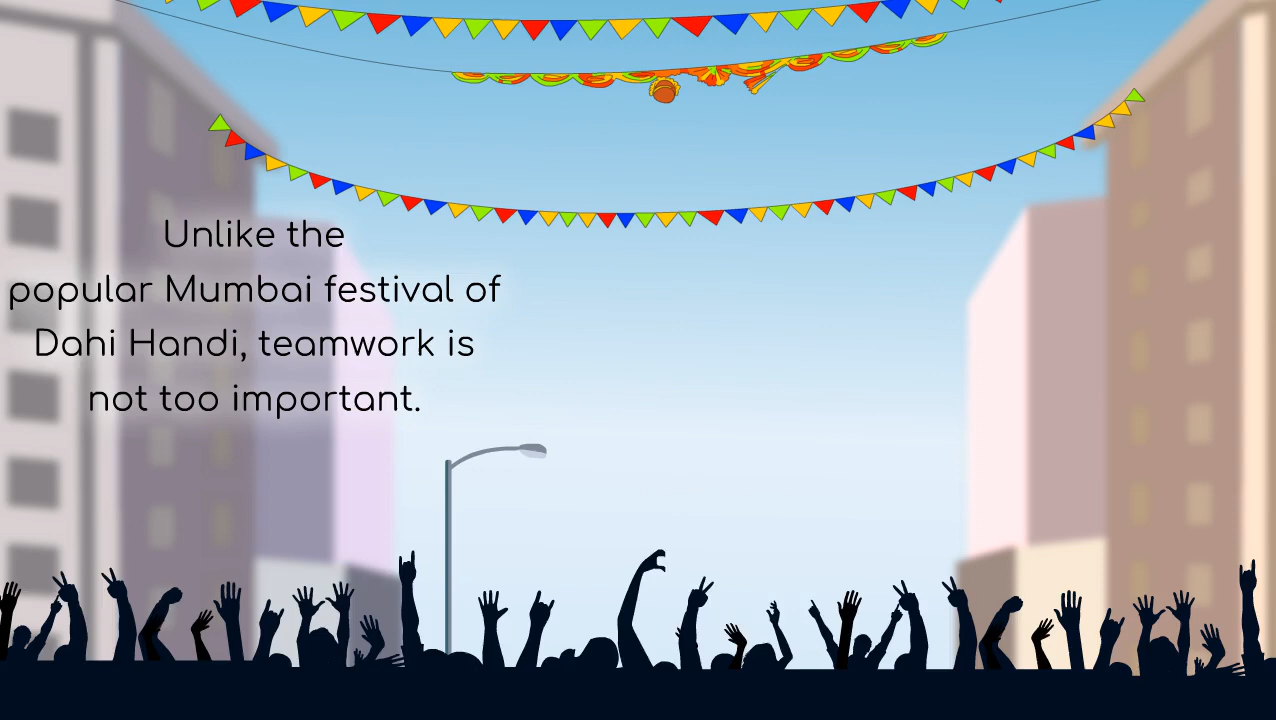 Unlike the
popular Mumbai festival of
Dahi Handi, teamwork is
not too important.